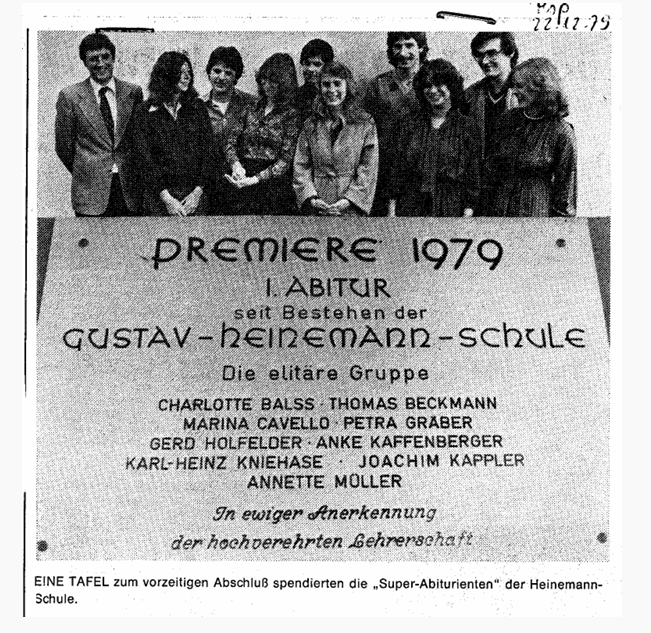 22.12.79
PREMIERE 1979
1. ABITUR
seit Bestehen der
GUSTAV-HEINEMANN-SCHULE
Die elitäre Gruppe
CHARLOTTE BALSS · THOMAS BECKMANN
MARINA CAVELLO · PETRA GRÄBER
GERD HOLFELDER · ANKE KAFFENBERGER
KARL-HEINZ KNIEHASE · JOACHIM KAPPLER
ANNETTE MÜLLER
In ewiger Anerkennung
der hochverehrten Lehrerschaft
EINE TAFEL zum vorzeitigen Abschluß spendierten die „Super-Abiturienten“ der Heinemann-
Schule.